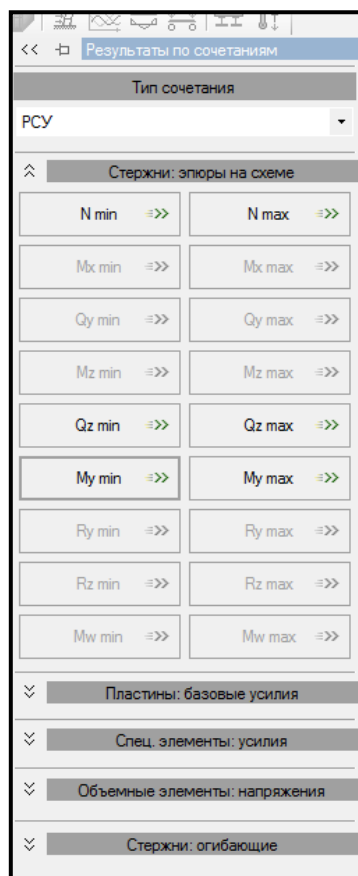 << Результаты по сочетаниям
Тип сочетания
РСУ
Стержни: эпюры на схеме
N min N max
Mx min Mx max
Qy min Qy max
Mz min Mz max
Qz min Qz max
My min My max
Ry min Ry max
Rz min Rz max
Mw min Mw max
Пластины: базовые усилия
Спец. элементы: усилия
Объемные элементы: напряжения
Стержни: огибающие